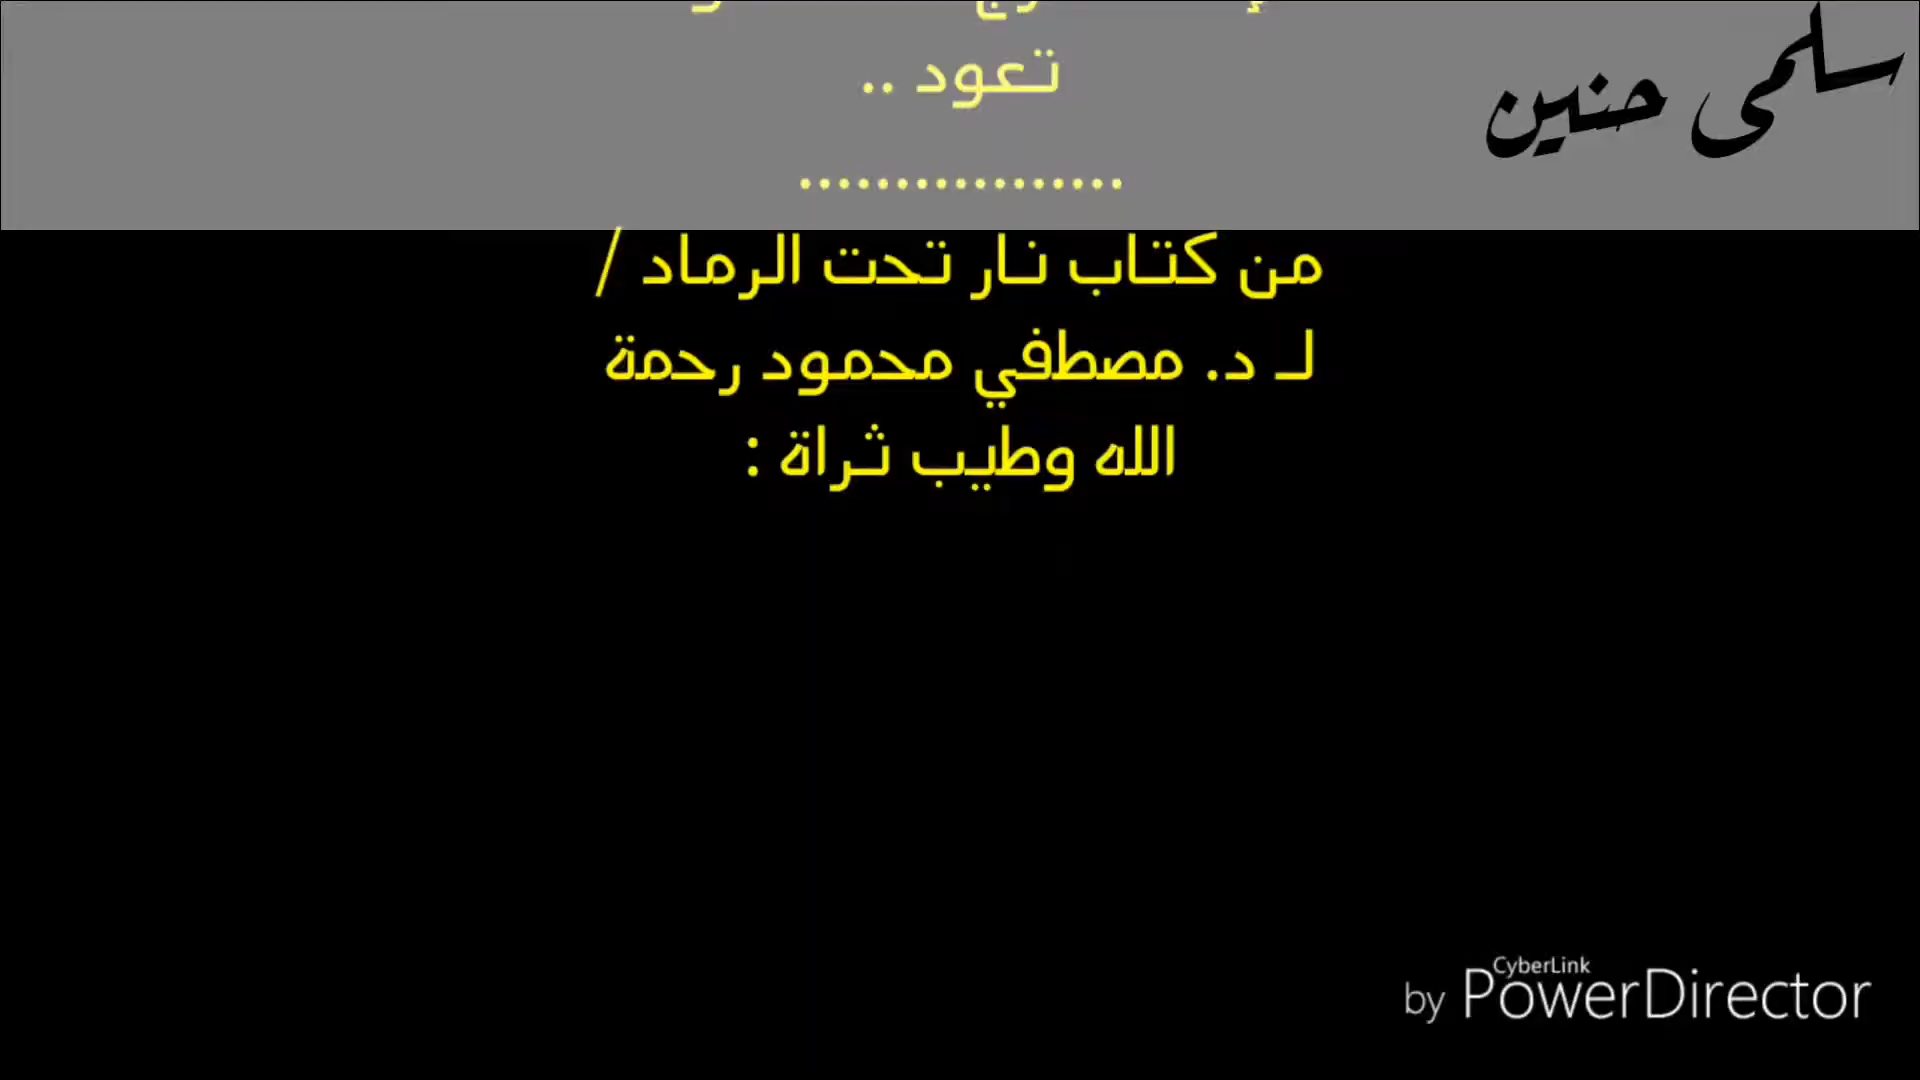 سلمى حنين
تعود ..
.................
من كتاب نار تحت الرماد /
لـ د. مصطفي محمود رحمة
الله وطيب ثراة :
by CyberLink PowerDirector